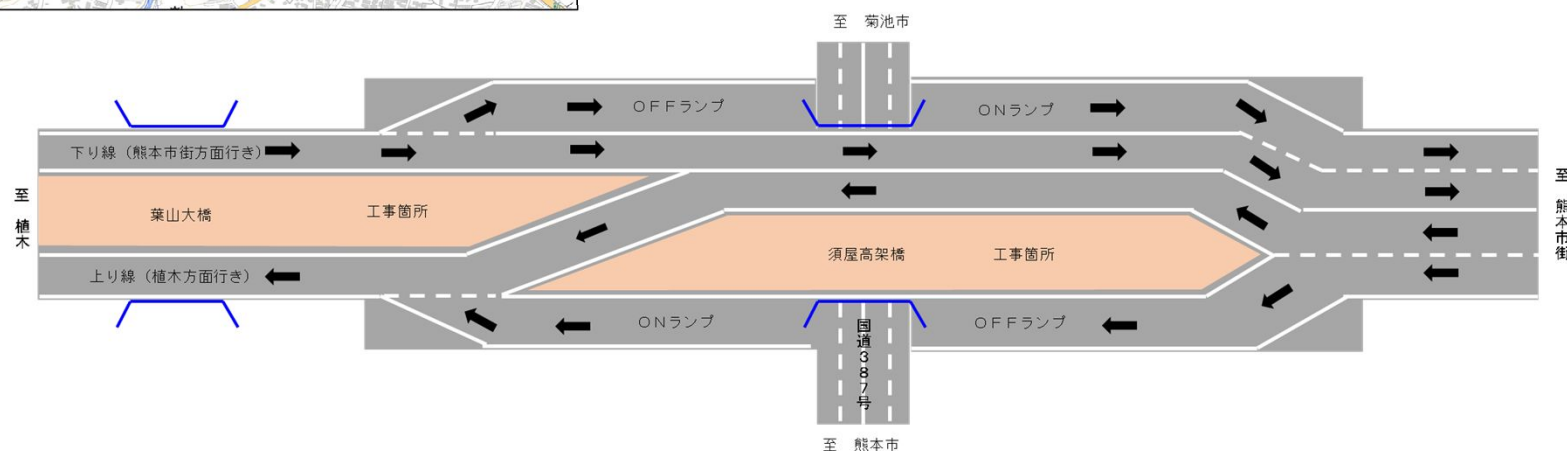 至　菊池市
OFFランプ
ONランプ
下り線（熊本市街方面行き）
至　植木
葉山大橋
工事箇所
須屋高架橋
工事箇所
至　熊本市街
上り線（植木方面行き）
ONランプ
国道387号
OFFランプ
至　熊本市